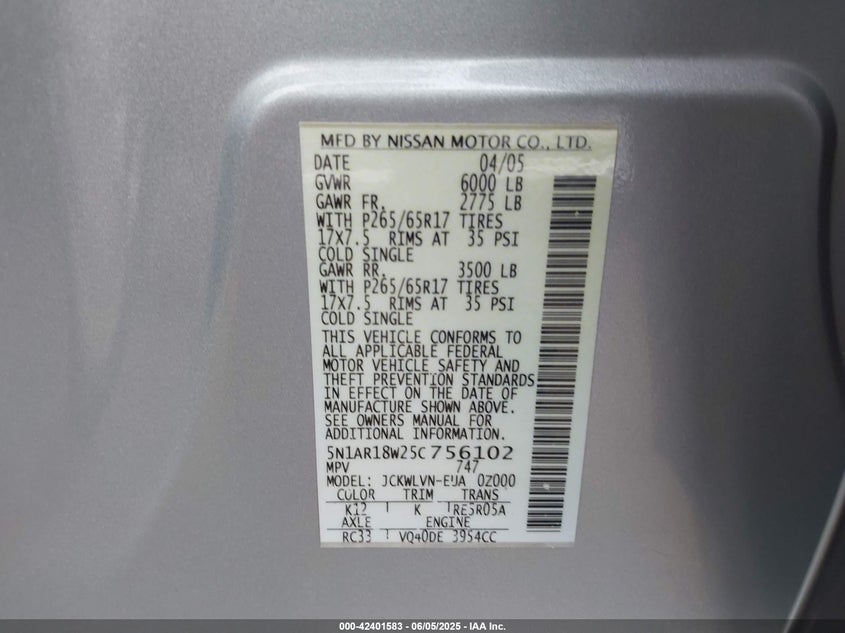 MFD BY NISSAN MOTOR CO., LTD.
DATE 04/05
GVWR 6000 LB
GAWR FR. 2775 LB
WITH P265/65R17 TIRES
17X7.5 RIMS AT 35 PSI
COLD SINGLE
GAWR RR. 3500 LB
WITH P265/65R17 TIRES
17X7.5 RIMS AT 35 PSI
COLD SINGLE
THIS VEHICLE CONFORMS TO
ALL APPLICABLE FEDERAL
MOTOR VEHICLE SAFETY AND
THEFT PREVENTION STANDARDS
IN EFFECT ON THE DATE OF
MANUFACTURE SHOWN ABOVE.
SEE OWNERS MANUAL FOR
ADDITIONAL INFORMATION.
5N1AR18W25C756102
MPV 747
MODEL: JCKWLVN-EUA 0Z000
COLOR TRIM TRANS
K12 K RE5R05A
AXLE ENGINE
RC33 VQ40DE 3954CC
000-42401583 - 06/05/2025 - IAA Inc.